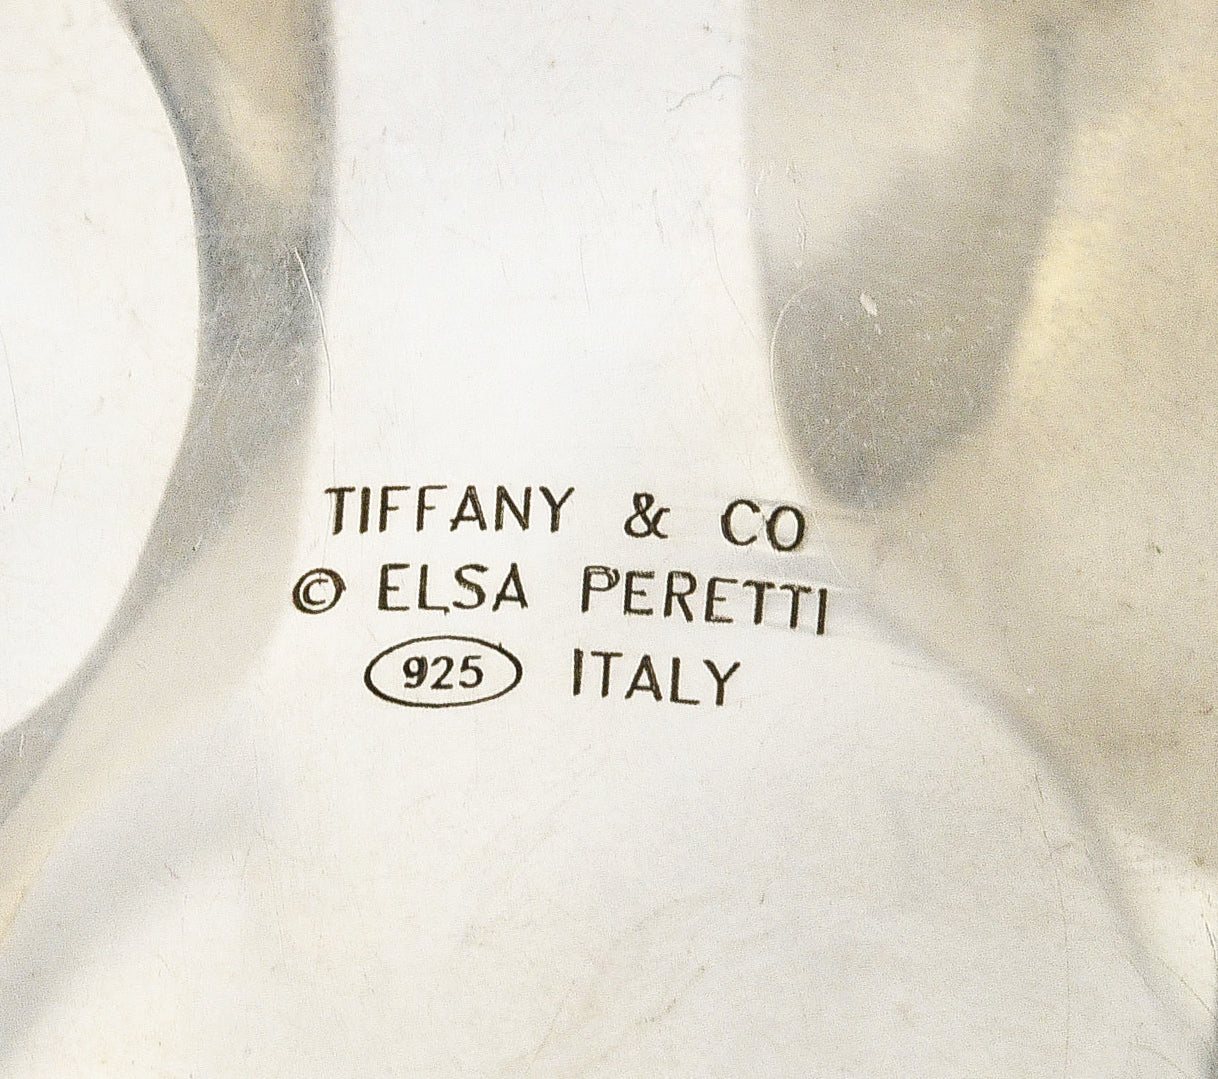 TIFFANY & CO
© ELSA PERETTI
925 ITALY